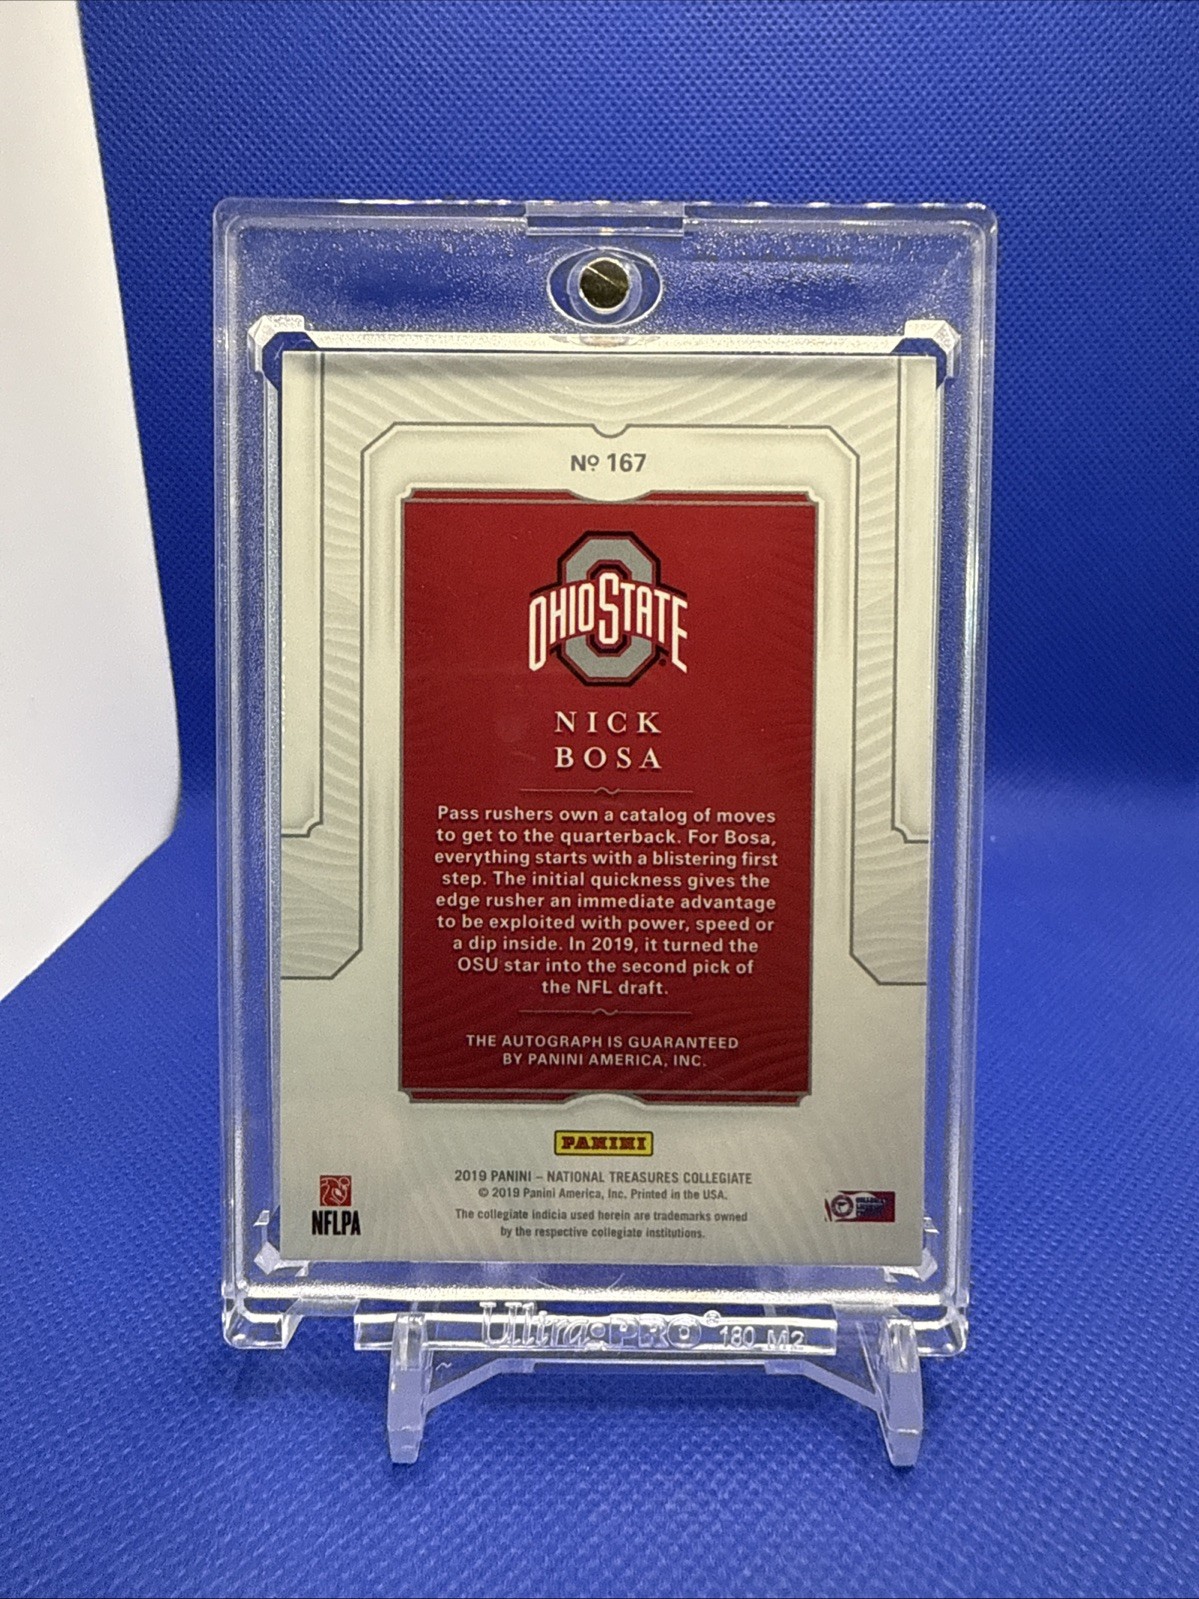 Nº 167
OHIO STATE
NICK
BOSA
Pass rushers own a catalog of moves
to get to the quarterback. For Bosa,
everything starts with a blistering first
step. The initial quickness gives the
edge rusher an immediate advantage
to be exploited with power, speed or
a dip inside. In 2019, it turned the
OSU star into the second pick of
the NFL draft.
THE AUTOGRAPH IS GUARANTEED
BY PANINI AMERICA, INC.
PANINI
2019 PANINI – NATIONAL TREASURES COLLEGIATE
© 2019 Panini America, Inc. Printed in the USA.
The collegiate indicia used herein are trademarks owned
by the respective collegiate institutions.
NFLPA
Ultra•PRO® 180 M2